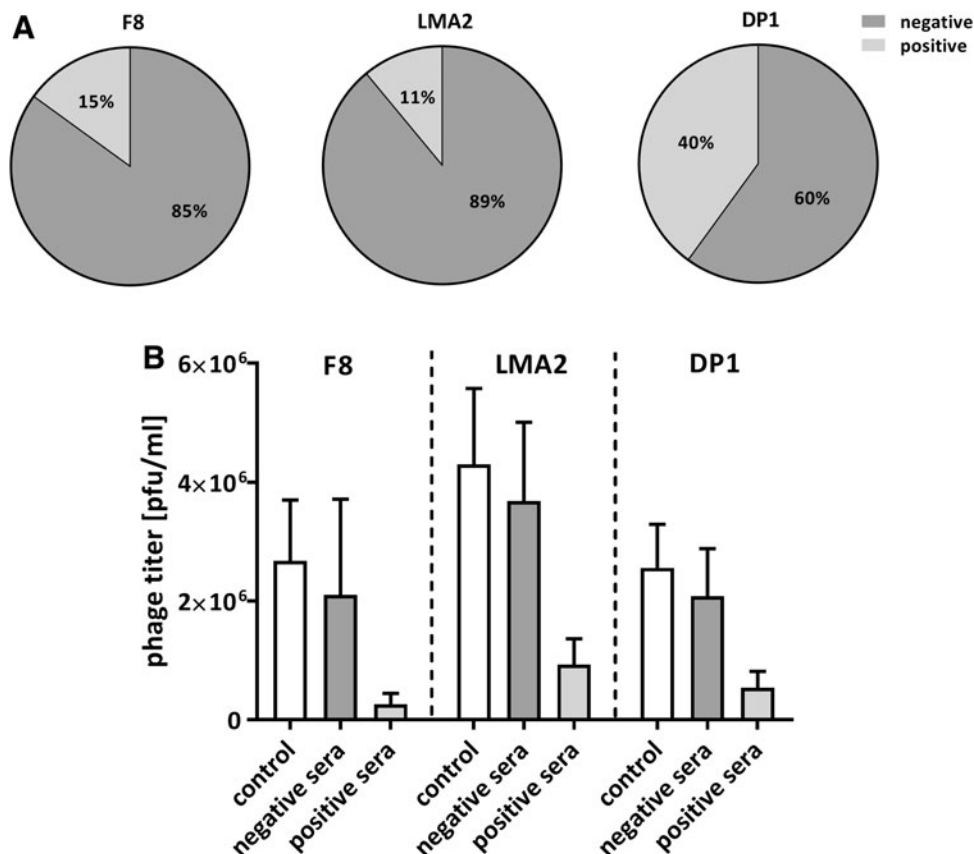 A
F8
LMA2
DP1
negative
positive
15%
85%
11%
89%
40%
60%
B
F8
LMA2
DP1
phage titer [pfu/ml]
6×10⁶
4×10⁶
2×10⁶
0
control
negative sera
positive sera
control
negative sera
positive sera
control
negative sera
positive sera